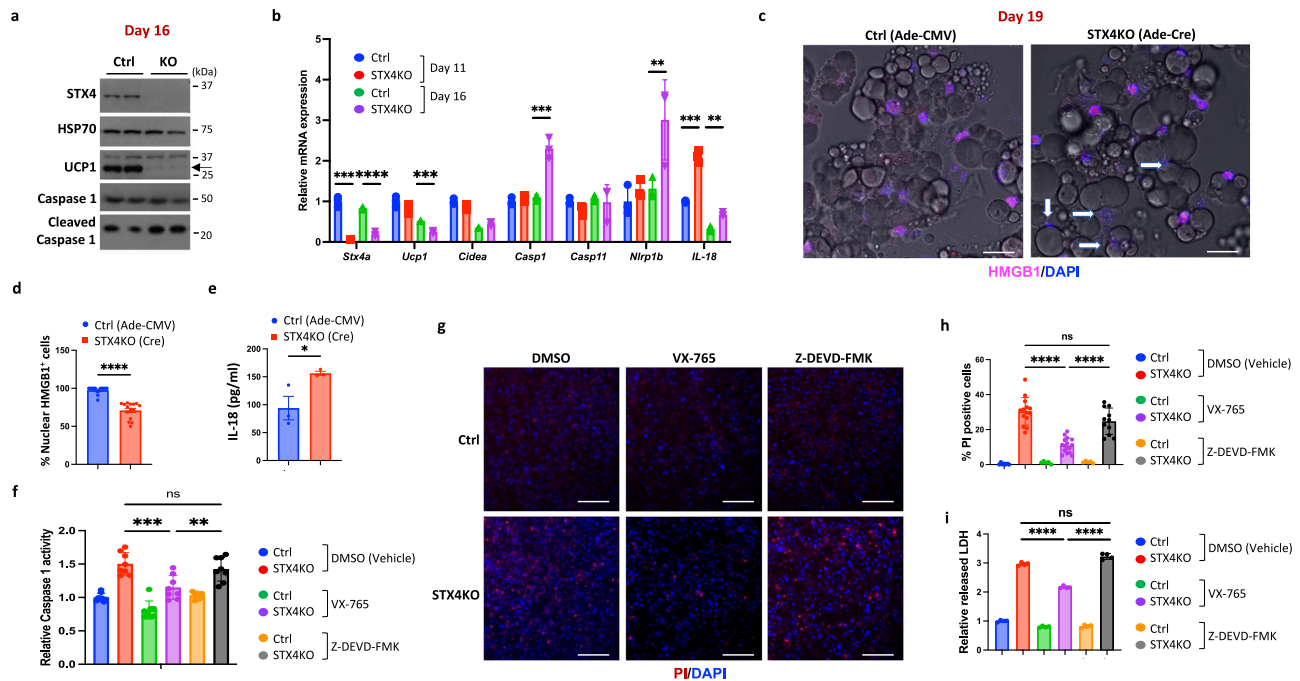 a
Day 16
Ctrl KO
(kDa)
STX4
37
HSP70
75
UCP1
37
25
Caspase 1
50
Cleaved
Caspase 1
20
b
Relative mRNA expression
5
4
3
2
1
0
Ctrl
STX4KO
Day 11
Ctrl
STX4KO
Day 16
*** **** *** *** ** *** **
Stx4a Ucp1 Cidea Casp1 Casp11 Nlrp1b IL-18
c
Day 19
Ctrl (Ade-CMV) STX4KO (Ade-Cre)
HMGB1/DAPI
d
Ctrl (Ade-CMV)
STX4KO (Cre)
% Nuclear HMGB1+ cells
150
100
50
0
****
e
Ctrl (Ade-CMV)
STX4KO (Cre)
IL-18 (pg/ml)
200
150
100
50
0
*
f
Relative Caspase 1 activity
2.0
1.5
1.0
0.5
0.0
ns
*** **
Ctrl
STX4KO
DMSO (Vehicle)
Ctrl
STX4KO
VX-765
Ctrl
STX4KO
Z-DEVD-FMK
g
DMSO VX-765 Z-DEVD-FMK
Ctrl
STX4KO
PI/DAPI
h
% PI positive cells
60
40
20
0
ns
**** ****
Ctrl
STX4KO
DMSO (Vehicle)
Ctrl
STX4KO
VX-765
Ctrl
STX4KO
Z-DEVD-FMK
i
Relative released LDH
4
3
2
1
0
ns
**** ****
Ctrl
STX4KO
DMSO (Vehicle)
Ctrl
STX4KO
VX-765
Ctrl
STX4KO
Z-DEVD-FMK